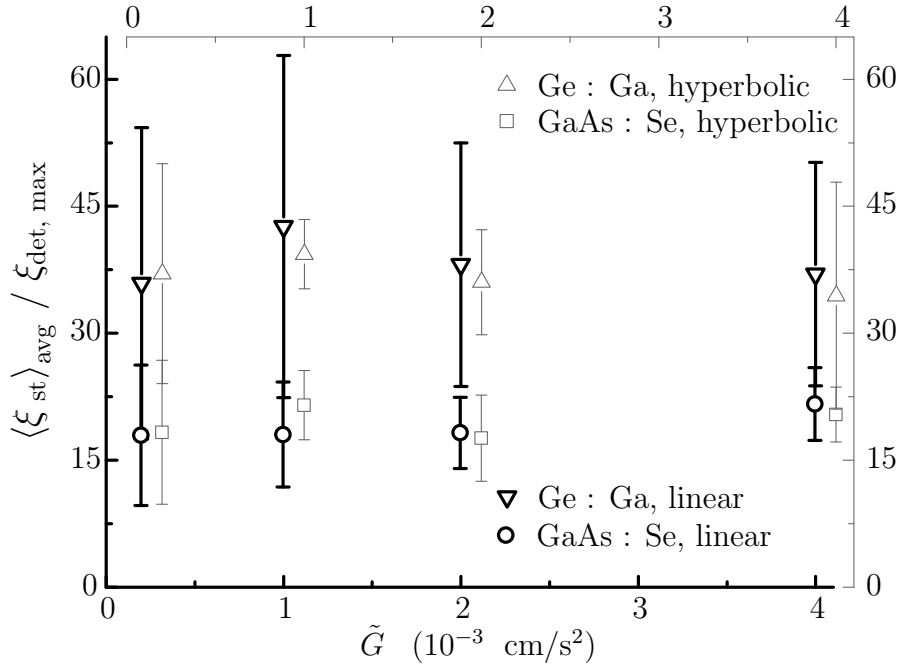 0 1 2 3 4
60 60
Ge : Ga, hyperbolic
GaAs : Se, hyperbolic
45 45
⟨ξ st⟩avg / ξdet, max
30 30
15 15
Ge : Ga, linear
GaAs : Se, linear
0 0
0 1 2 3 4
G̃ (10⁻³ cm/s²)